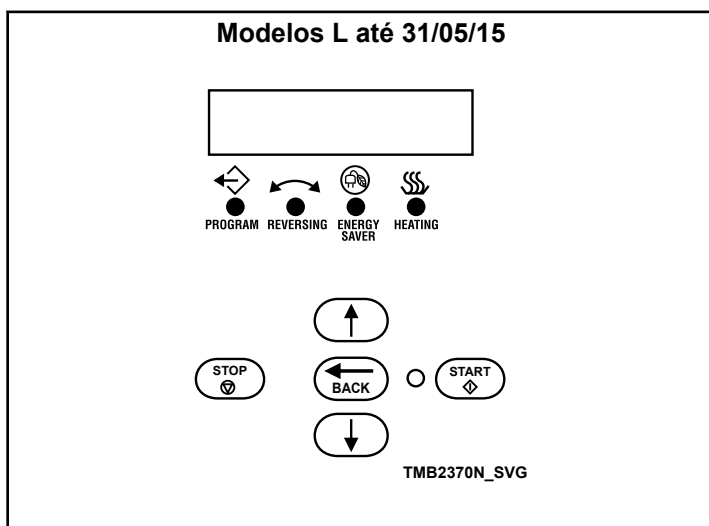 Modelos L até 31/05/15
PROGRAM REVERSING ENERGY SAVER HEATING
STOP
BACK
START
TMB2370N_SVG